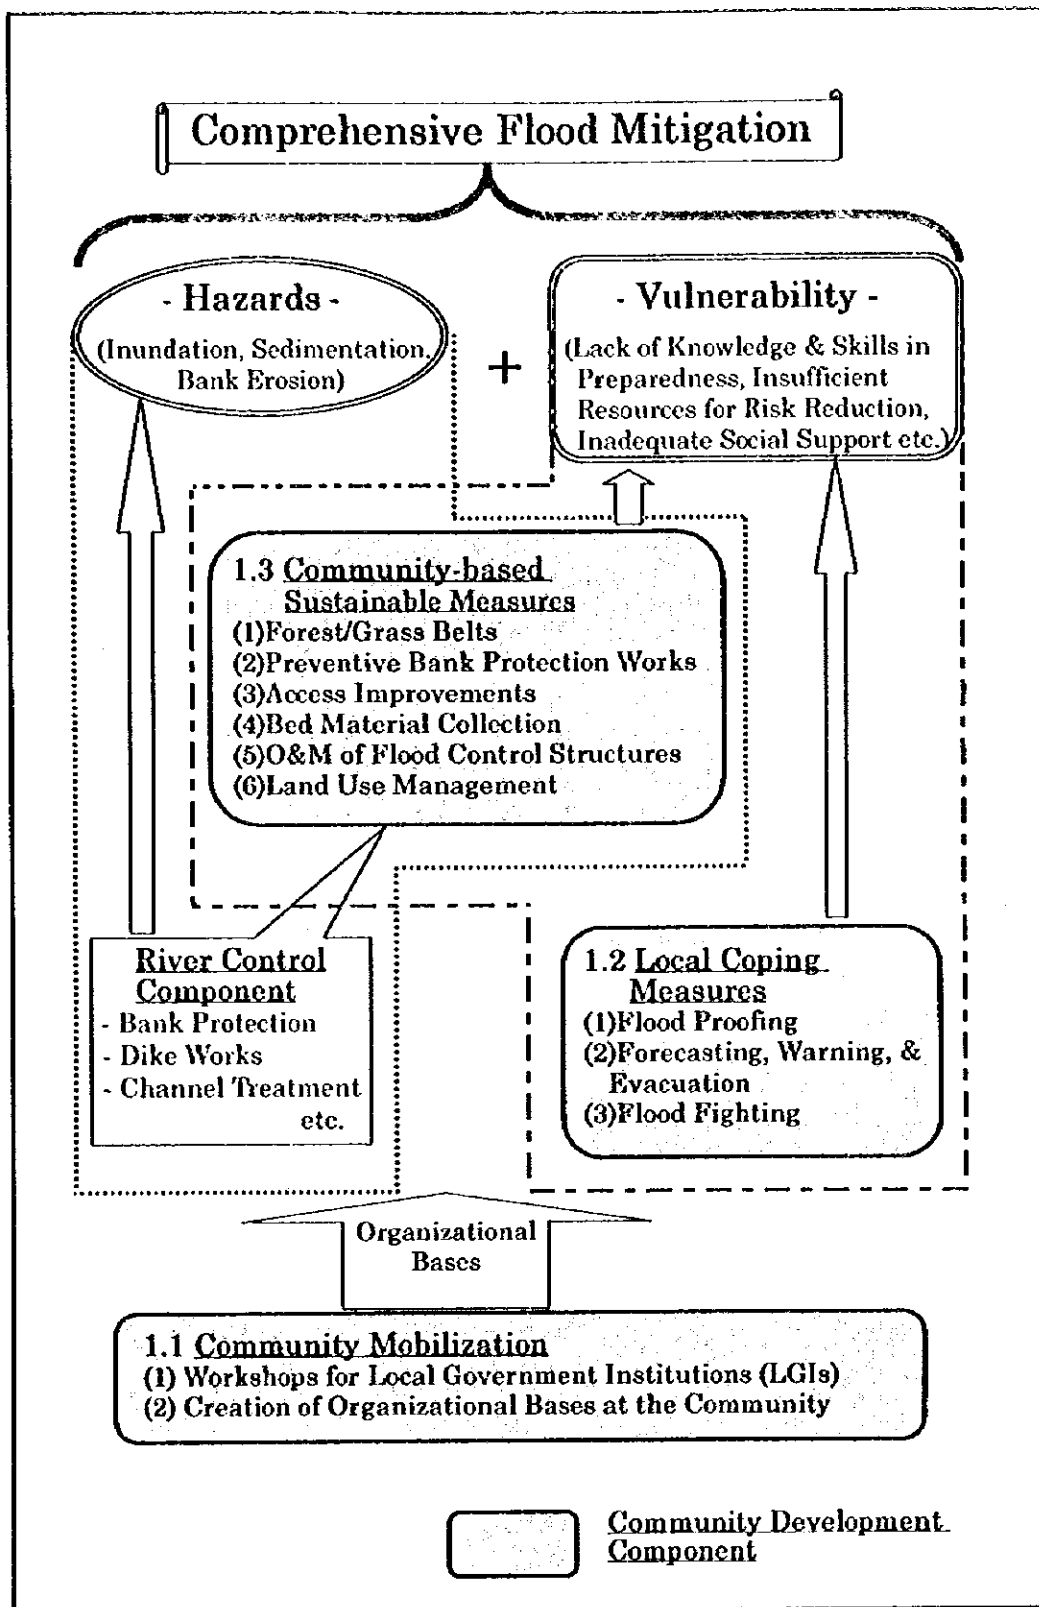 Comprehensive Flood Mitigation
- Hazards -
(Inundation, Sedimentation,
Bank Erosion)
+
- Vulnerability -
(Lack of Knowledge & Skills in
Preparedness, Insufficient
Resources for Risk Reduction,
Inadequate Social Support etc.)
1.3 Community-based
Sustainable Measures
(1)Forest/Grass Belts
(2)Preventive Bank Protection Works
(3)Access Improvements
(4)Bed Material Collection
(5)O&M of Flood Control Structures
(6)Land Use Management
River Control
Component
- Bank Protection
- Dike Works
- Channel Treatment
etc.
1.2 Local Coping
Measures
(1)Flood Proofing
(2)Forecasting, Warning, &
Evacuation
(3)Flood Fighting
Organizational
Bases
1.1 Community Mobilization
(1) Workshops for Local Government Institutions (LGIs)
(2) Creation of Organizational Bases at the Community
Community Development
Component